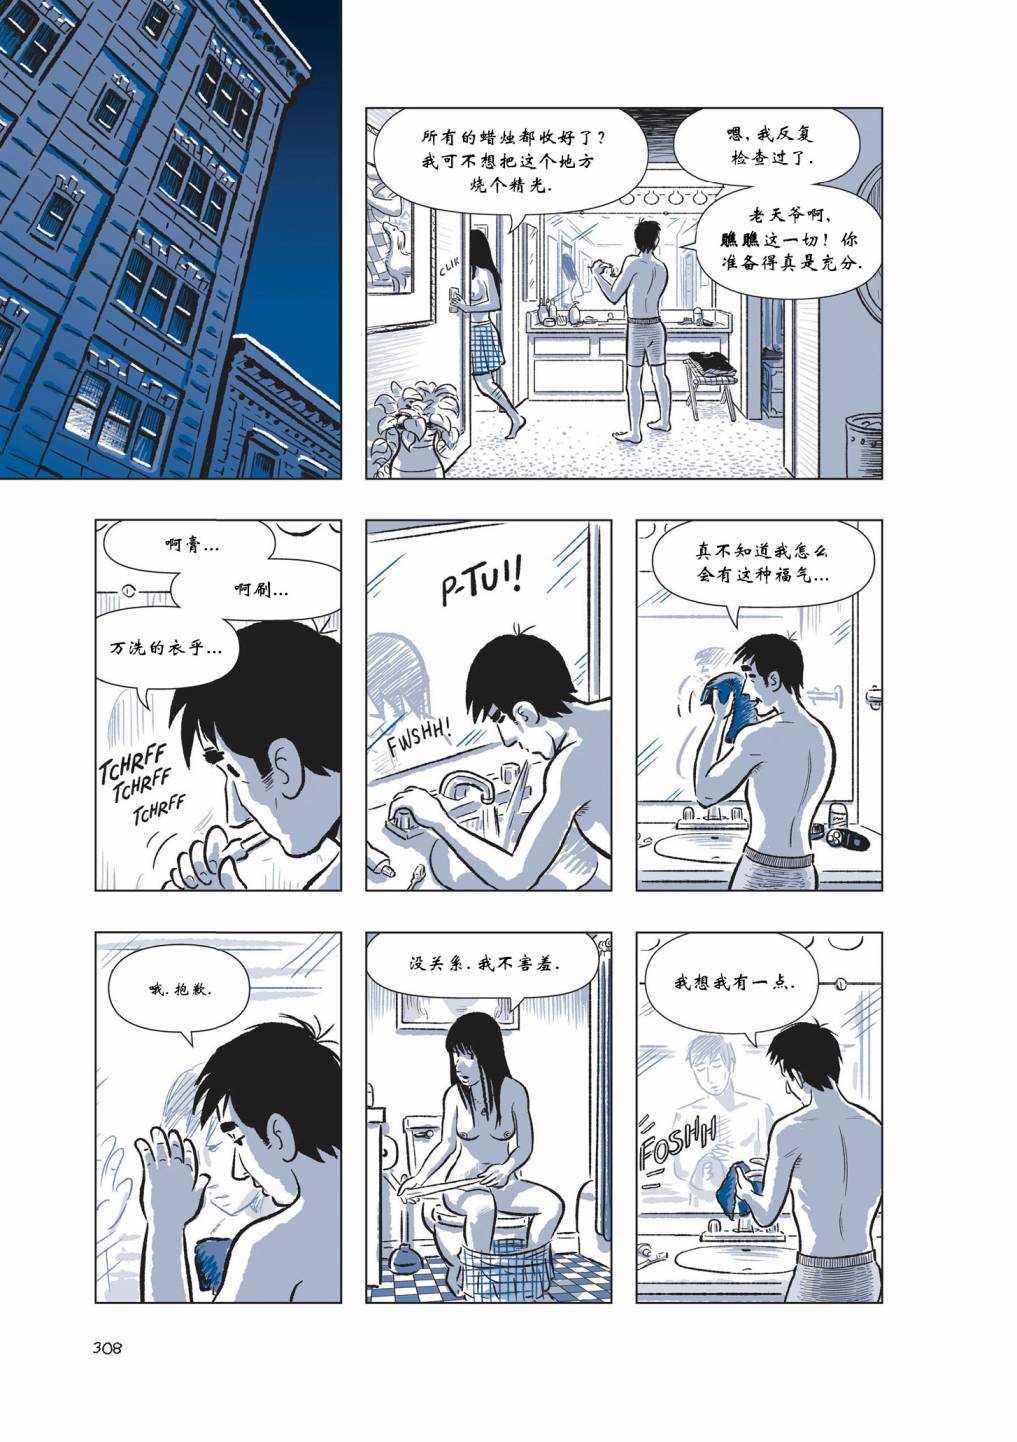 所有的蜡烛都收好了?
我可不想把这个地方
烧个精光.
嗯,我反复
检查过了.
老天爷啊,
瞧瞧这一切! 你
准备得真是充分.
CLIK
啊膏...
啊刷...
万洗的衣乎...
TCHRFF
TCHRFF
TCHRFF
P-TUI!
FWSHH!
真不知道我怎么
会有这种福气...
哦.抱歉.
没关系.我不害羞.
我想我有一点.
FOSHH
308